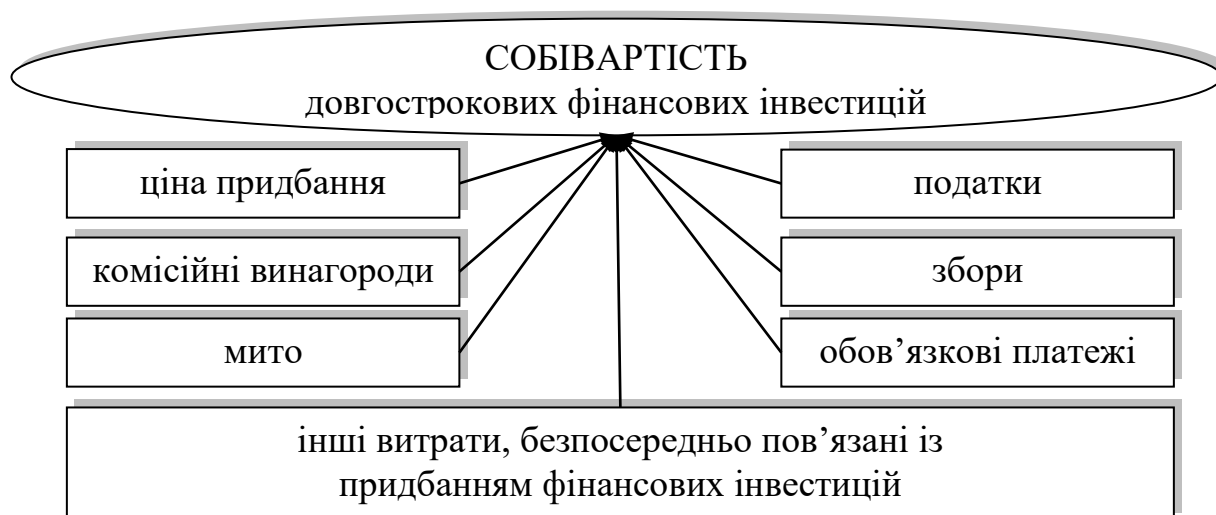 СОБІВАРТІСТЬ
довгострокових фінансових інвестицій
ціна придбання
податки
комісійні винагороди
збори
мито
обов’язкові платежі
інші витрати, безпосередньо пов’язані із
придбанням фінансових інвестицій